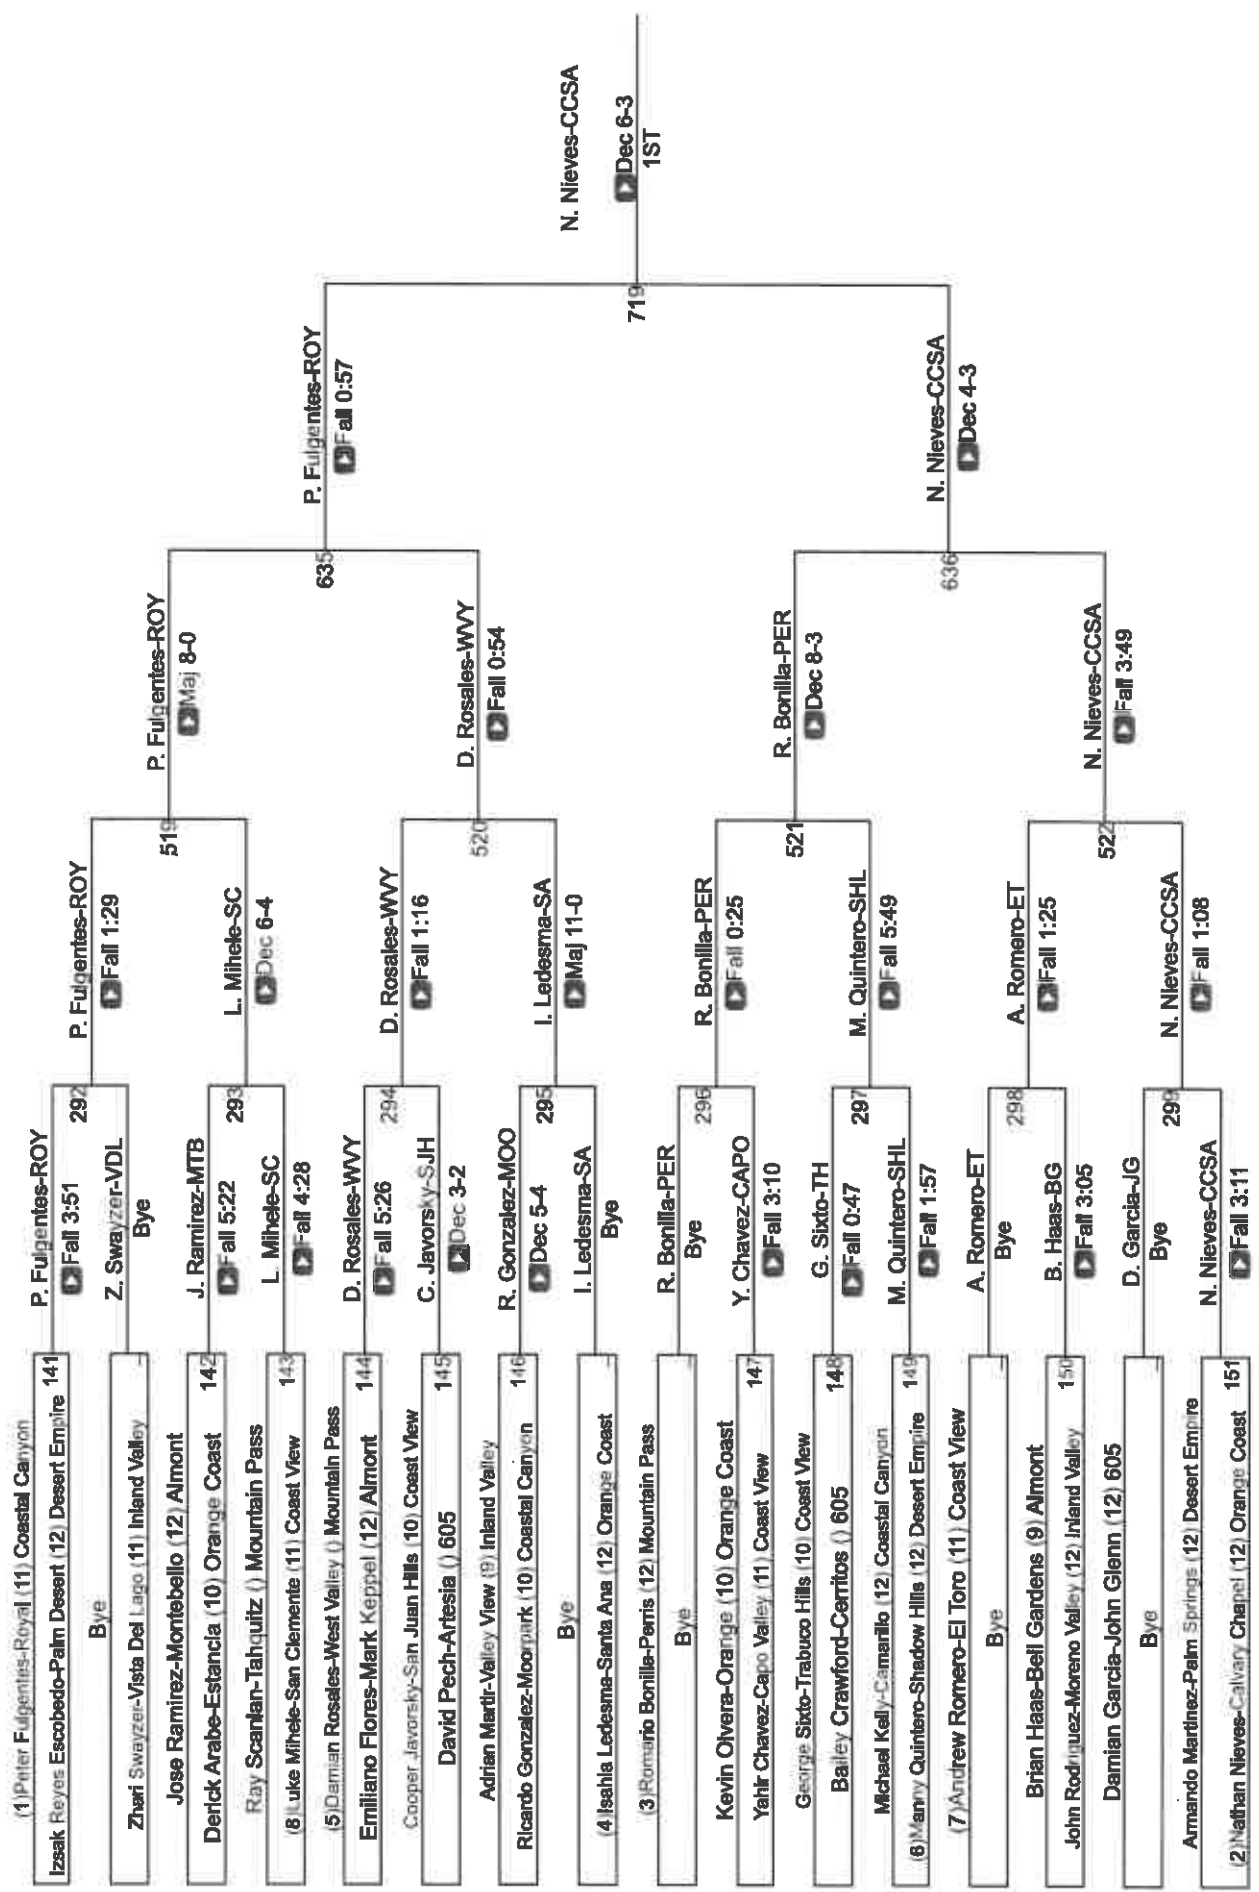 (1)Peter Fulgentes-Royal (11) Coastal Canyon
Izsak Reyes Escobedo-Palm Desert (12) Desert Empire 141
Bye
Zhari Swayzer-Vista Del Lago (11) Inland Valley
Jose Ramirez-Montebello (12) Almont
Derick Arabe-Estancia (10) Orange Coast 142
Ray Scanlan-Tahquitz () Mountain Pass
(8)Luke Mihele-San Clemente (11) Coast View 143
(5)Damian Rosales-West Valley () Mountain Pass
Emiliano Flores-Mark Keppel (12) Almont 144
Cooper Javorsky-San Juan Hills (10) Coast View
David Pech-Artesia () 605 145
Adrian Martir-Valley View (9) Inland Valley
Ricardo Gonzalez-Moorpark (10) Coastal Canyon 146
Bye
(4)Isahia Ledesma-Santa Ana (12) Orange Coast
(3)Romario Bonilla-Perris (12) Mountain Pass
Bye
Kevin Olvera-Orange (10) Orange Coast
Yahir Chavez-Capo Valley (11) Coast View 147
George Sixto-Trabuco Hills (10) Coast View
Bailey Crawford-Cerritos () 605 148
Michael Kelly-Camarillo (12) Coastal Canyon
(6)Manny Quintero-Shadow Hills (12) Desert Empire 149
(7)Andrew Romero-El Toro (11) Coast View
Bye
Brian Haas-Bell Gardens (9) Almont
John Rodriguez-Moreno Valley (12) Inland Valley 150
Damian Garcia-John Glenn (12) 605
Bye
Armando Martinez-Palm Springs (12) Desert Empire
(2)Nathan Nieves-Calvary Chapel (12) Orange Coast 151
P. Fulgentes-ROY
Fall 3:51
292
Z. Swayzer-VDL
Bye
J. Ramirez-MTB
Fall 5:22
293
L. Mihele-SC
Fall 4:28
D. Rosales-WVY
Fall 5:26
294
C. Javorsky-SJH
Dec 3-2
R. Gonzalez-MOO
Dec 5-4
295
I. Ledesma-SA
Bye
R. Bonilla-PER
Bye
296
Y. Chavez-CAPO
Fall 3:10
G. Sixto-TH
Fall 0:47
297
M. Quintero-SHL
Fall 1:57
A. Romero-ET
Bye
298
B. Haas-BG
Fall 3:05
D. Garcia-JG
Bye
299
N. Nieves-CCSA
Fall 3:11
P. Fulgentes-ROY
Fall 1:29
519
L. Mihele-SC
Dec 6-4
D. Rosales-WVY
Fall 1:16
520
I. Ledesma-SA
Maj 11-0
R. Bonilla-PER
Fall 0:25
521
M. Quintero-SHL
Fall 5:49
A. Romero-ET
Fall 1:25
522
N. Nieves-CCSA
Fall 1:08
P. Fulgentes-ROY
Maj 8-0
635
D. Rosales-WVY
Fall 0:54
R. Bonilla-PER
Dec 8-3
636
N. Nieves-CCSA
Fall 3:49
P. Fulgentes-ROY
Fall 0:57
719
N. Nieves-CCSA
Dec 4-3
N. Nieves-CCSA
Dec 6-3
1ST